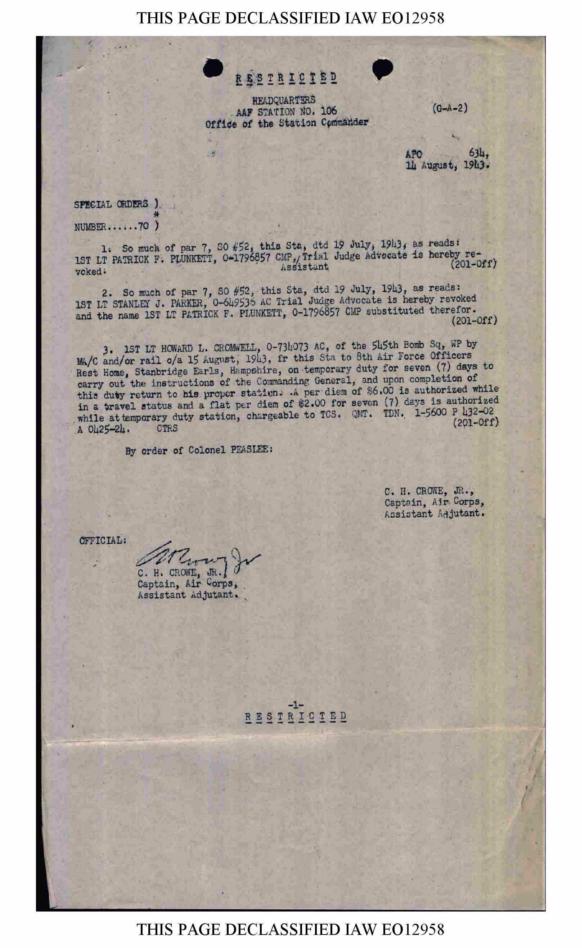 THIS PAGE DECLASSIFIED IAW EO12958
RESTRICTED
HEADQUARTERS
AAF STATION NO. 106
Office of the Station Commander
(G-A-2)
APO 634,
14 August, 1943.
SPECIAL ORDERS )
*
NUMBER......70 )
1. So much of par 7, SO #52, this Sta, dtd 19 July, 1943, as reads:
1ST LT PATRICK F. PLUNKETT, O-1796857 CMP,/Trial Judge Advocate is hereby re-
voked.
Assistant
(201-Off)
2. So much of par 7, SO #52, this Sta, dtd 19 July, 1943, as reads:
1ST LT STANLEY J. PARKER, O-649536 AC Trial Judge Advocate is hereby revoked
and the name 1ST LT PATRICK F. PLUNKETT, O-1796857 CMP substituted therefor.
(201-Off)
3. 1ST LT HOWARD L. CROMWELL, O-734073 AC, of the 545th Bomb Sq, WP by
Ml/C and/or rail o/a 15 August, 1943, fr this Sta to 8th Air Force Officers
Rest Home, Stanbridge Earls, Hampshire, on temporary duty for seven (7) days to
carry out the instructions of the Commanding General, and upon completion of
this duty return to his proper station. .A per diem of $6.00 is authorized while
in a travel status and a flat per diem of $2.00 for seven (7) days is authorized
while at temporary duty station, chargeable to TCS. QNT. TDN. 1-5600 P 432-02
A 0425-24. CTRS
(201-Off)
By order of Colonel PEASLEE:
C. H. CROWE, JR.,
Captain, Air Corps,
Assistant Adjutant.
OFFICIAL:
C. H. CROWE, JR.,
Captain, Air Corps,
Assistant Adjutant.
-1-
RESTRICTED
THIS PAGE DECLASSIFIED IAW EO12958